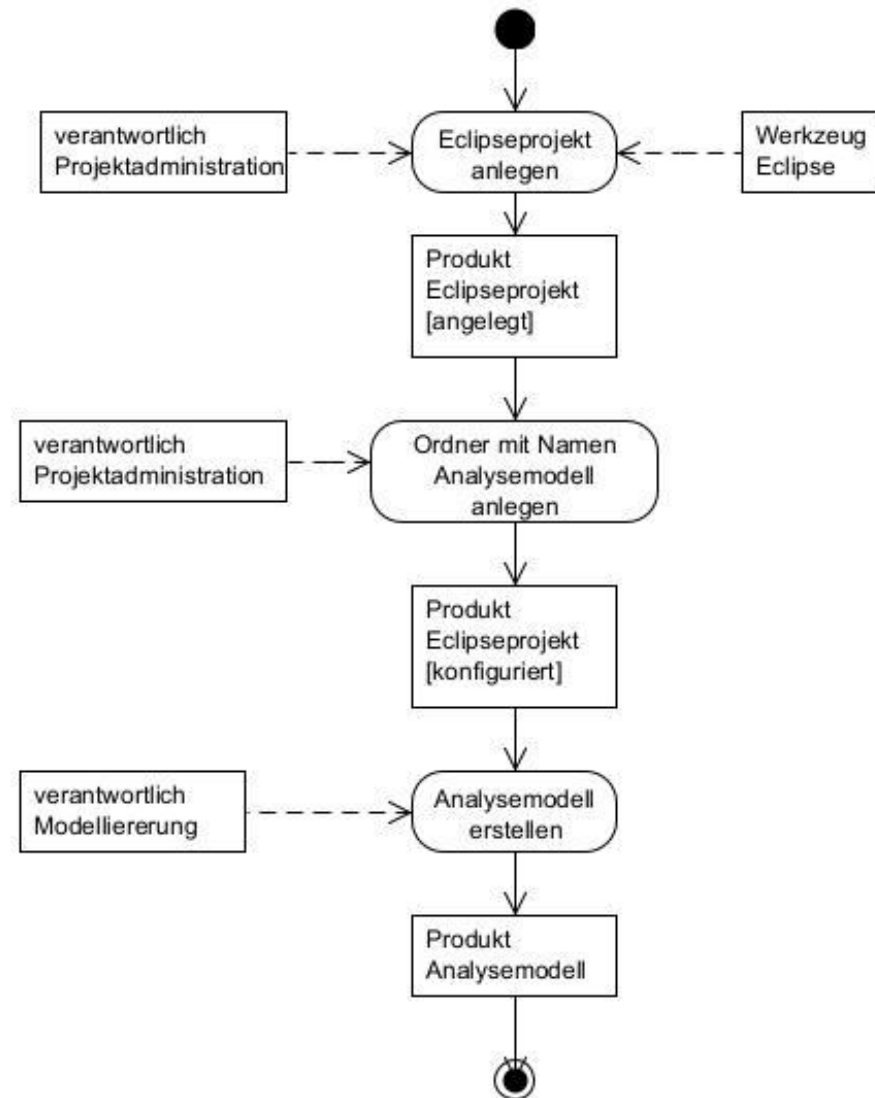 verantwortlich
Projektadministration
Eclipseprojekt
anlegen
Werkzeug
Eclipse
Produkt
Eclipseprojekt
[angelegt]
verantwortlich
Projektadministration
Ordner mit Namen
Analysemodell
anlegen
Produkt
Eclipseprojekt
[konfiguriert]
verantwortlich
Modelliererung
Analysemodell
erstellen
Produkt
Analysemodell